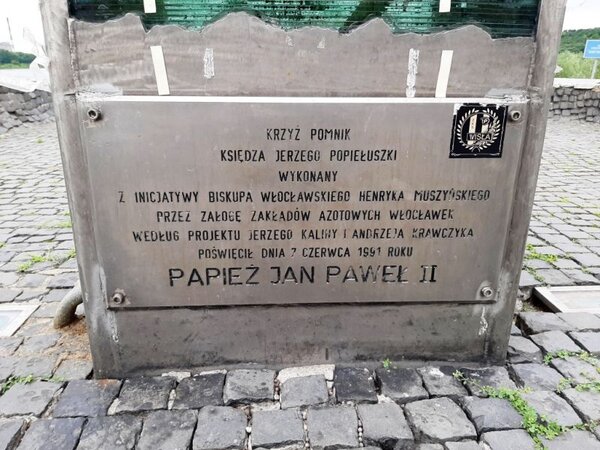 KRZYŻ POMNIK
KSIĘDZA JERZEGO POPIEŁUSZKI
WYKONANY
Z INICJATYWY BISKUPA WŁOCŁAWSKIEGO HENRYKA MUSZYŃSKIEGO
PRZEZ ZAŁOGĘ ZAKŁADÓW AZOTOWYCH WŁOCŁAWEK
WEDŁUG PROJEKTU JERZEGO KALINY I ANDRZEJA KRAWCZYKA
POŚWIĘCIŁ DNIA 7 CZERWCA 1991 ROKU
PAPIEŻ JAN PAWEŁ II
WISŁA